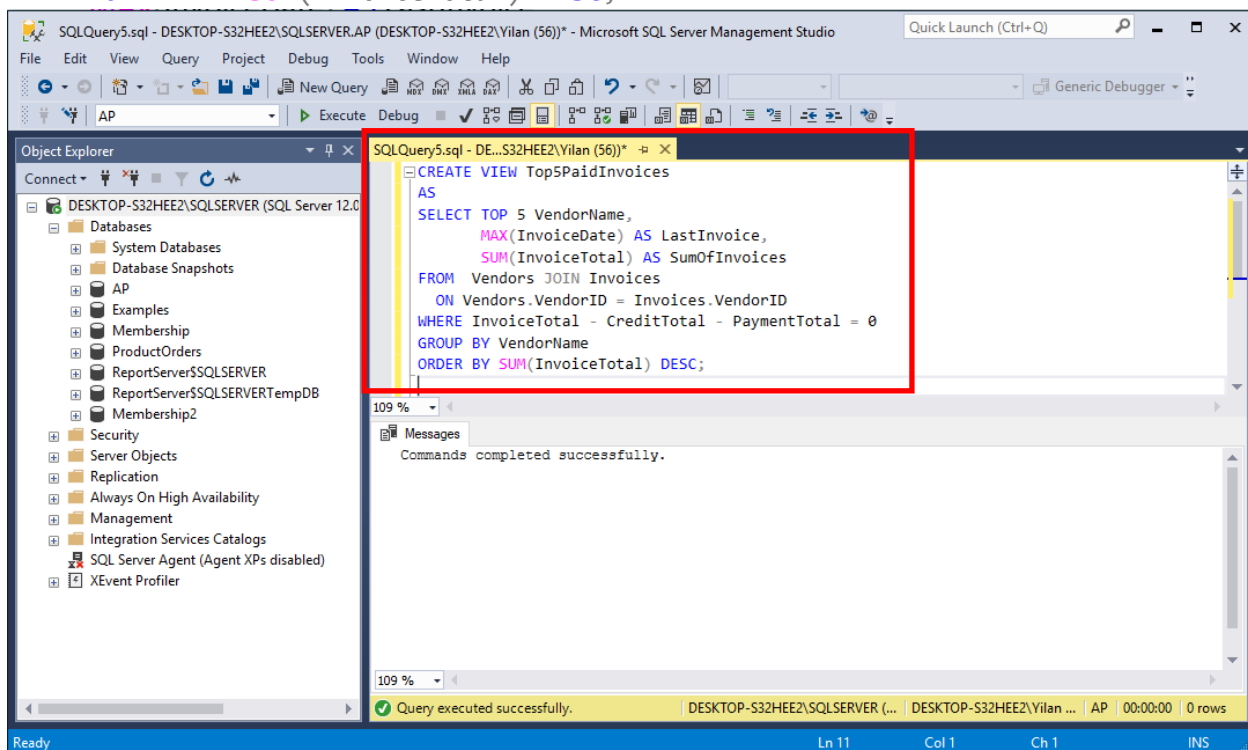 SQLQuery5.sql - DESKTOP-S32HEE2\SQLSERVER.AP (DESKTOP-S32HEE2\Yilan (56))* - Microsoft SQL Server Management Studio
Quick Launch (Ctrl+Q)
File Edit View Query Project Debug Tools Window Help
New Query
MDX DMX XMLA DAX
Generic Debugger
AP
Execute Debug
Object Explorer
Connect
DESKTOP-S32HEE2\SQLSERVER (SQL Server 12.0
Databases
System Databases
Database Snapshots
AP
Examples
Membership
ProductOrders
ReportServer$SQLSERVER
ReportServer$SQLSERVERTempDB
Membership2
Security
Server Objects
Replication
Always On High Availability
Management
Integration Services Catalogs
SQL Server Agent (Agent XPs disabled)
XEvent Profiler
SQLQuery5.sql - DE...S32HEE2\Yilan (56))*
CREATE VIEW Top5PaidInvoices
AS
SELECT TOP 5 VendorName,
MAX(InvoiceDate) AS LastInvoice,
SUM(InvoiceTotal) AS SumOfInvoices
FROM Vendors JOIN Invoices
ON Vendors.VendorID = Invoices.VendorID
WHERE InvoiceTotal - CreditTotal - PaymentTotal = 0
GROUP BY VendorName
ORDER BY SUM(InvoiceTotal) DESC;
109 %
Messages
Commands completed successfully.
109 %
Query executed successfully.
DESKTOP-S32HEE2\SQLSERVER (... DESKTOP-S32HEE2\Yilan ... AP 00:00:00 0 rows
Ready
Ln 11 Col 1 Ch 1 INS